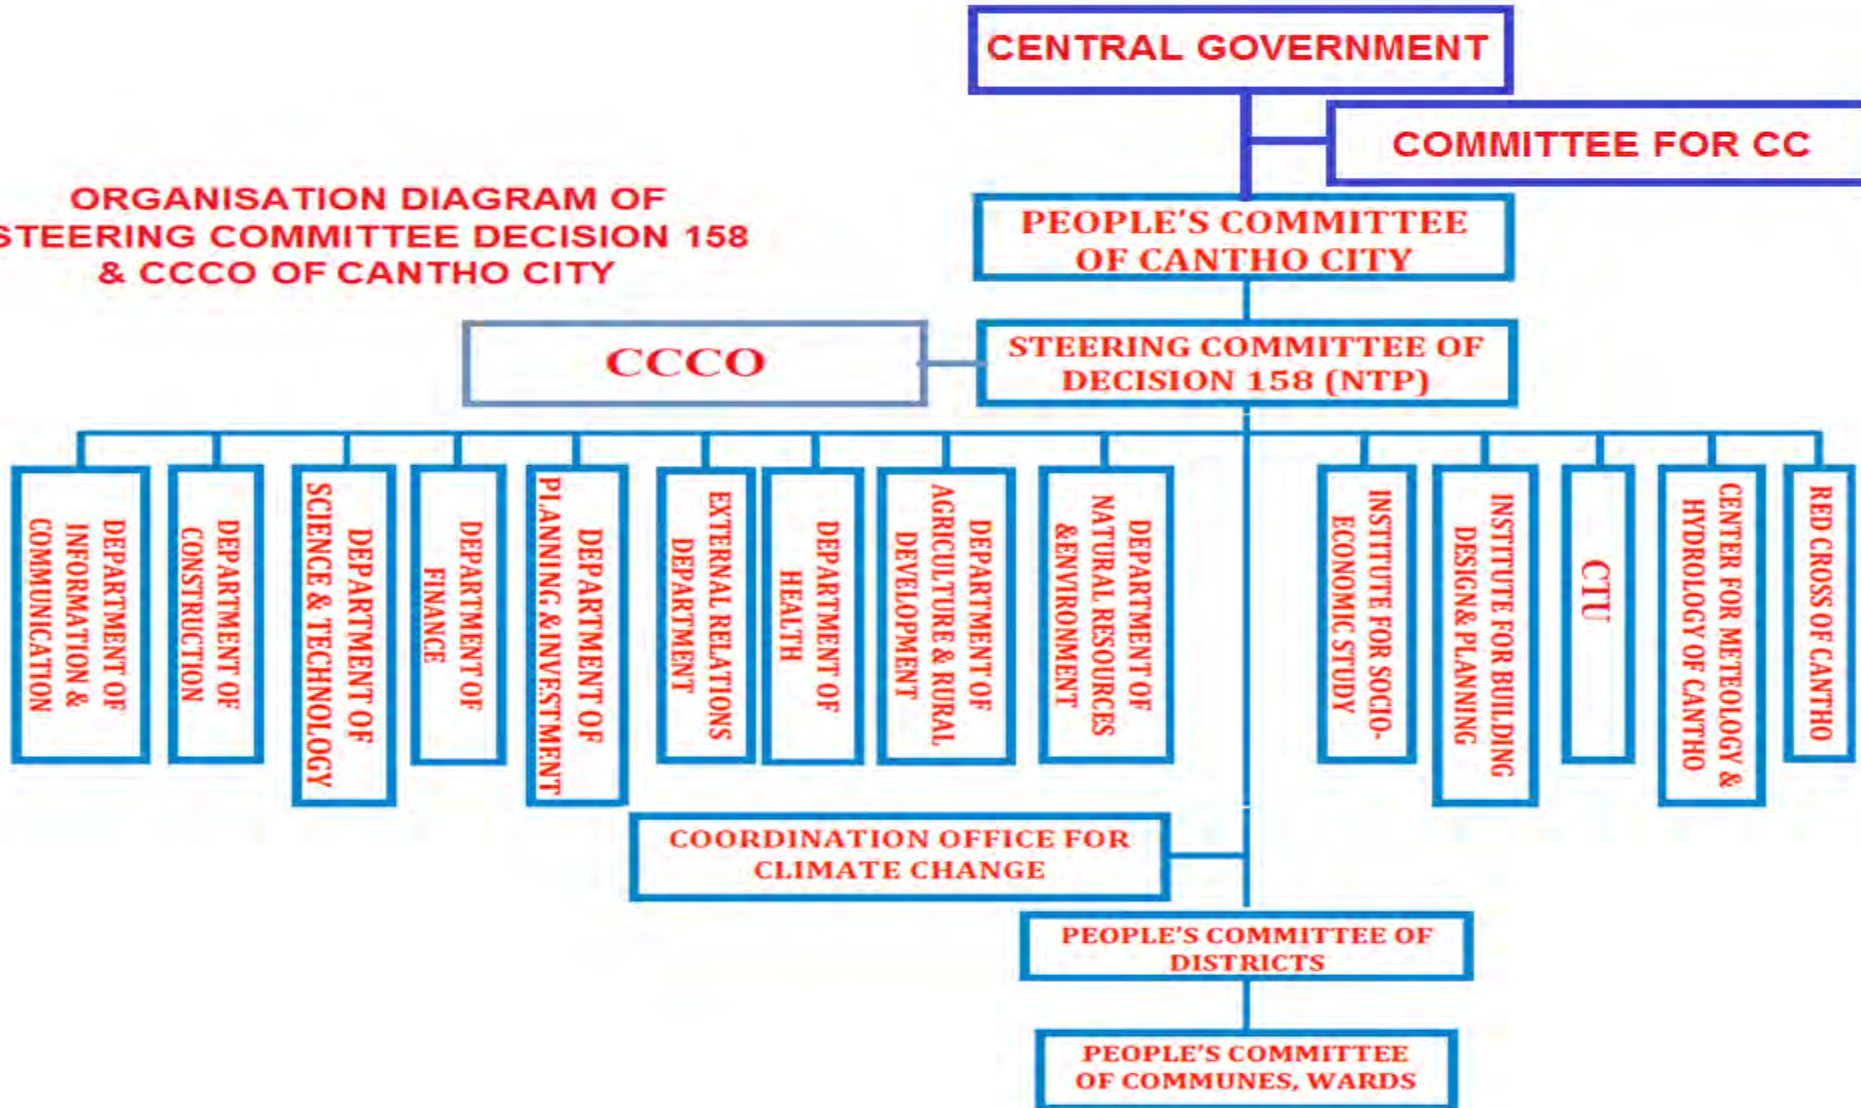 CENTRAL GOVERNMENT
COMMITTEE FOR CC
ORGANISATION DIAGRAM OF
STEERING COMMITTEE DECISION 158
& CCCO OF CANTHO CITY
PEOPLE'S COMMITTEE
OF CANTHO CITY
CCCO
STEERING COMMITTEE OF
DECISION 158 (NTP)
DEPARTMENT OF
INFORMATION &
COMMUNICATION
DEPARTMENT OF
CONSTRUCTION
DEPARTMENT OF
SCIENCE & TECHNOLOGY
DEPARTMENT OF
FINANCE
DEPARTMENT OF
PLANNING &INVESTMENT
EXTERNAL RELATIONS
DEPARTMENT
DEPARTMENT OF
HEALTH
DEPARTMENT OF
AGRICULTURE & RURAL
DEVELOPMENT
DEPARTMENT OF
NATURAL RESOURCES
&ENVIRONMENT
INSTITUTE FOR SOCIO-
ECONOMIC STUDY
INSTITUTE FOR BUILDING
DESIGN& PLANNING
CTU
CENTER FOR METEOLOGY &
HYDROLOGY OF CANTHO
RED CROSS OF CANTHO
COORDINATION OFFICE FOR
CLIMATE CHANGE
PEOPLE'S COMMITTEE OF
DISTRICTS
PEOPLE'S COMMITTEE
OF COMMUNES, WARDS